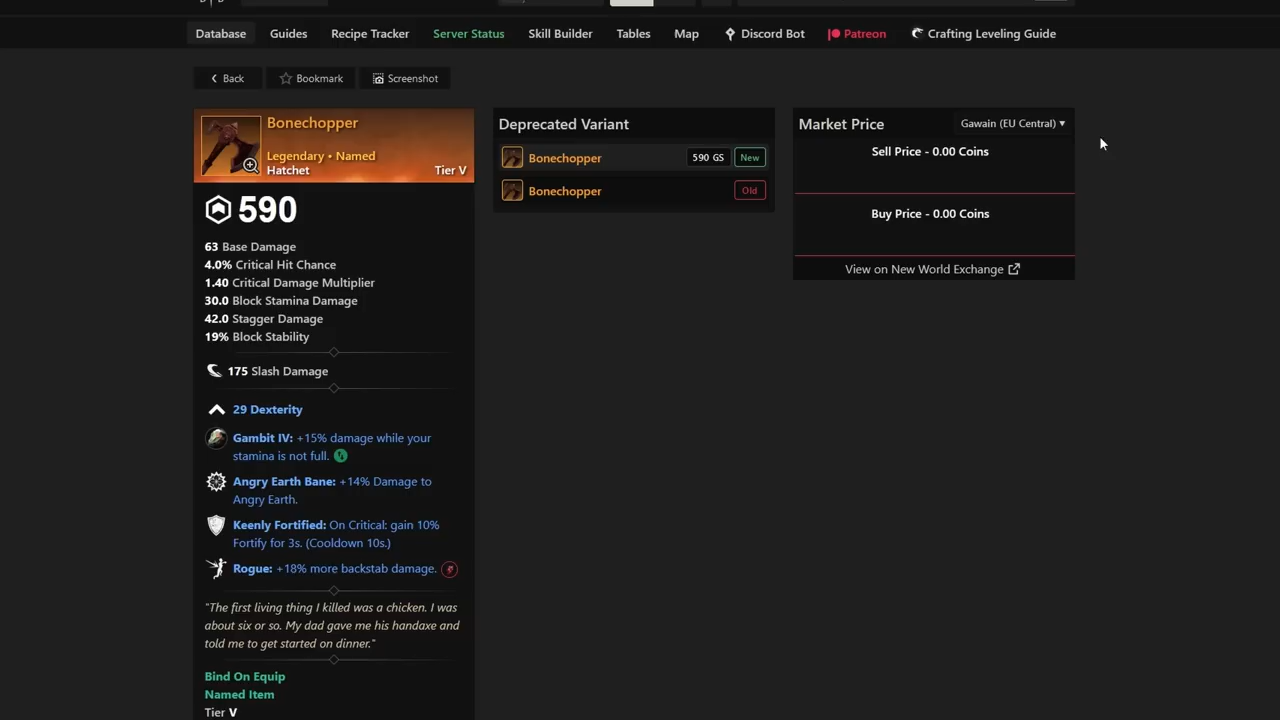 Database Guides Recipe Tracker Server Status Skill Builder Tables Map Discord Bot Patreon Crafting Leveling Guide
Back Bookmark Screenshot
Bonechopper
Legendary • Named
Hatchet Tier V
590
63 Base Damage
4.0% Critical Hit Chance
1.40 Critical Damage Multiplier
30.0 Block Stamina Damage
42.0 Stagger Damage
19% Block Stability
175 Slash Damage
29 Dexterity
Gambit IV: +15% damage while your
stamina is not full.
Angry Earth Bane: +14% Damage to
Angry Earth.
Keenly Fortified: On Critical: gain 10%
Fortify for 3s. (Cooldown 10s.)
Rogue: +18% more backstab damage.
"The first living thing I killed was a chicken. I was
about six or so. My dad gave me his handaxe and
told me to get started on dinner."
Bind On Equip
Named Item
Tier V
Deprecated Variant
Bonechopper 590 GS New
Bonechopper Old
Market Price Gawain (EU Central)
Sell Price - 0.00 Coins
Buy Price - 0.00 Coins
View on New World Exchange